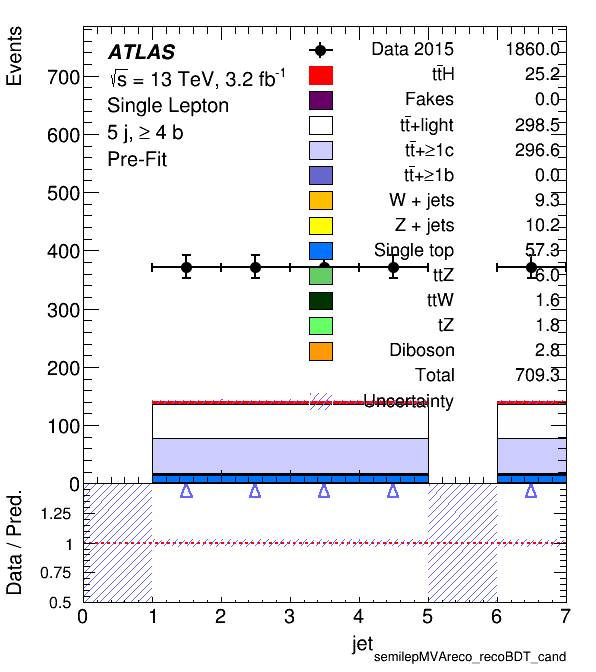 Events
ATLAS
√s = 13 TeV, 3.2 fb⁻¹
Single Lepton
5 j, ≥ 4 b
Pre-Fit
Data 2015 1860.0
tt̄H 25.2
Fakes 0.0
tt̄+light 298.5
tt̄+≥1c 296.6
tt̄+≥1b 0.0
W + jets 9.3
Z + jets 10.2
Single top 57.3
ttZ 6.0
ttW 1.6
tZ 1.8
Diboson 2.8
Total 709.3
Uncertainty
700
600
500
400
300
200
100
0
Data / Pred.
1.25
1
0.75
0.5
0 1 2 3 4 5 6 7
jet
semilepMVAreco_recoBDT_cand